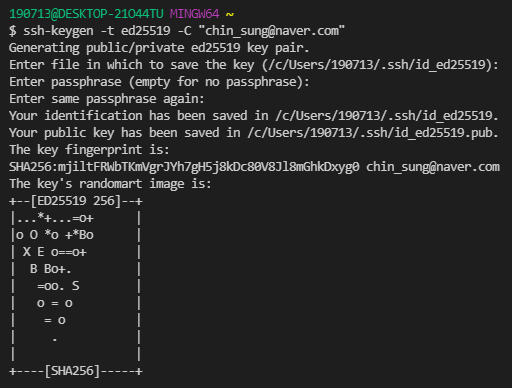 190713@DESKTOP-21O44TU MINGW64 ~
$ ssh-keygen -t ed25519 -C "chin_sung@naver.com"
Generating public/private ed25519 key pair.
Enter file in which to save the key (/c/Users/190713/.ssh/id_ed25519):
Enter passphrase (empty for no passphrase):
Enter same passphrase again:
Your identification has been saved in /c/Users/190713/.ssh/id_ed25519.
Your public key has been saved in /c/Users/190713/.ssh/id_ed25519.pub.
The key fingerprint is:
SHA256:mjiltFRWbTKmVgrJYh7gH5j8kDc80V8Jl8mGhkDxyg0 chin_sung@naver.com
The key's randomart image is:
+--[ED25519 256]--+
|...*+...=o+      |
|o O *o +*Bo      |
| X E o==o+       |
|  B Bo+.         |
|   =oo. S        |
|   o = o         |
|    = o          |
|     .           |
|                 |
+----[SHA256]-----+